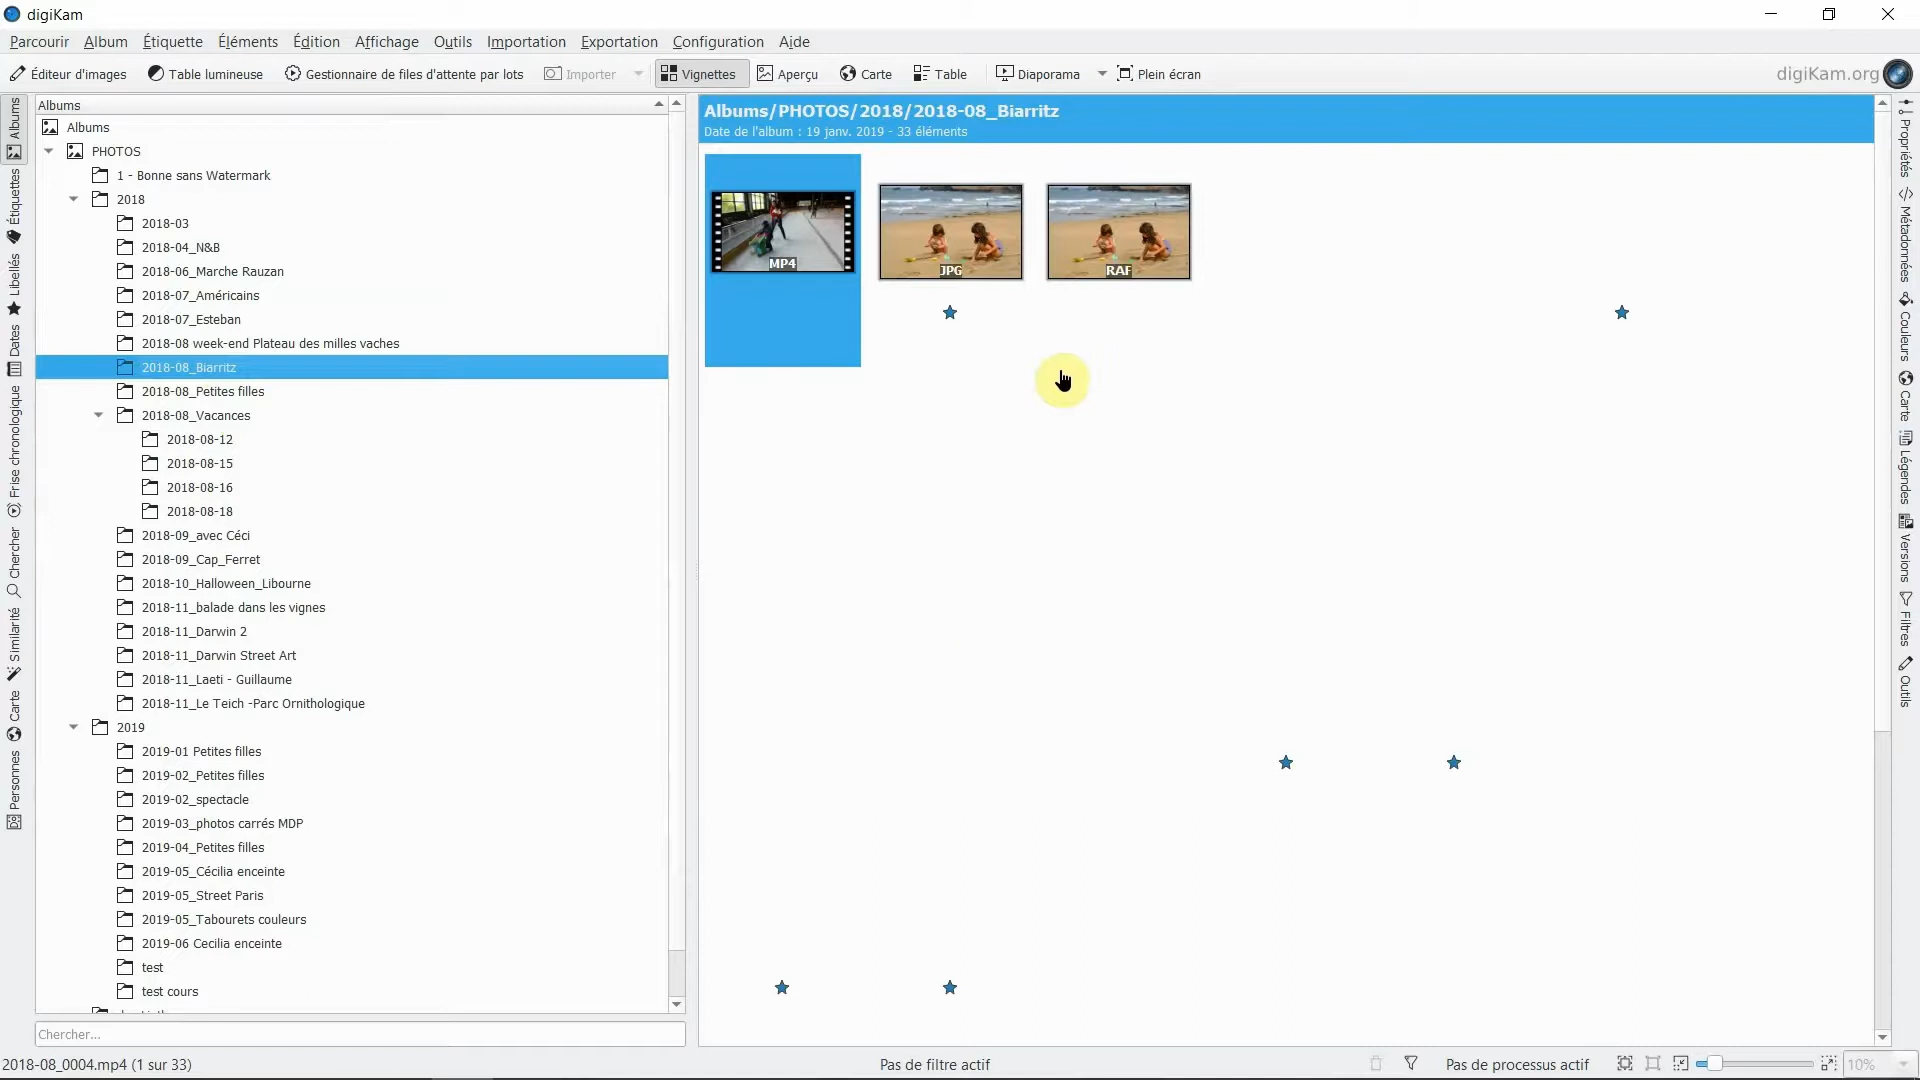 digiKam
Parcourir Album Étiquette Éléments Édition Affichage Outils Importation Exportation Configuration Aide
Éditeur d'images Table lumineuse Gestionnaire de files d'attente par lots Importer Vignettes Aperçu Carte Table Diaporama Plein écran digiKam.org
Albums
Étiquettes
Libellés
Dates
Frise chronologique
Chercher
Similarité
Carte
Personnes
Albums
Albums
PHOTOS
1 - Bonne sans Watermark
2018
2018-03
2018-04_N&B
2018-06_Marche Rauzan
2018-07_Américains
2018-07_Esteban
2018-08 week-end Plateau des milles vaches
2018-08_Biarritz
2018-08_Petites filles
2018-08_Vacances
2018-08-12
2018-08-15
2018-08-16
2018-08-18
2018-09_avec Céci
2018-09_Cap_Ferret
2018-10_Halloween_Libourne
2018-11_balade dans les vignes
2018-11_Darwin 2
2018-11_Darwin Street Art
2018-11_Laeti - Guillaume
2018-11_Le Teich -Parc Ornithologique
2019
2019-01 Petites filles
2019-02_Petites filles
2019-02_spectacle
2019-03_photos carrés MDP
2019-04_Petites filles
2019-05_Cécilia enceinte
2019-05_Street Paris
2019-05_Tabourets couleurs
2019-06 Cecilia enceinte
test
test cours
Chercher...
Albums/PHOTOS/2018/2018-08_Biarritz
Date de l'album : 19 janv. 2019 - 33 éléments
MP4 JPG RAF
Propriétés
Métadonnées
Couleurs
Carte
Légendes
Versions
Filtres
Outils
2018-08_0004.mp4 (1 sur 33) Pas de filtre actif Pas de processus actif 10%